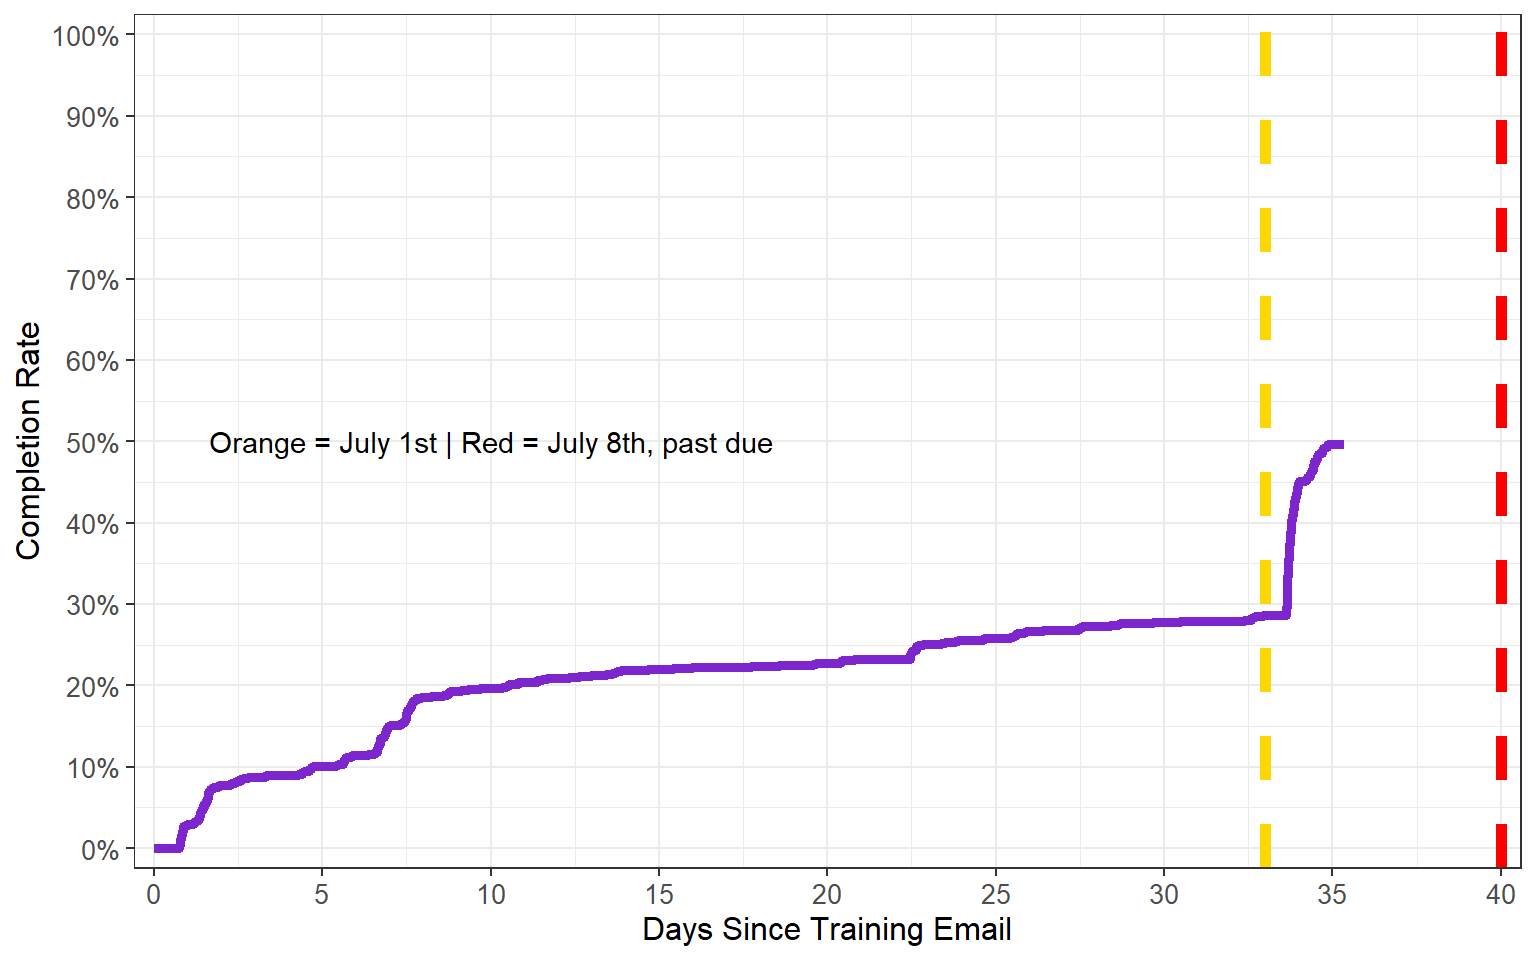 100%
90%
80%
70%
60%
50%
40%
30%
20%
10%
0%
Completion Rate
Orange = July 1st | Red = July 8th, past due
0 5 10 15 20 25 30 35 40
Days Since Training Email